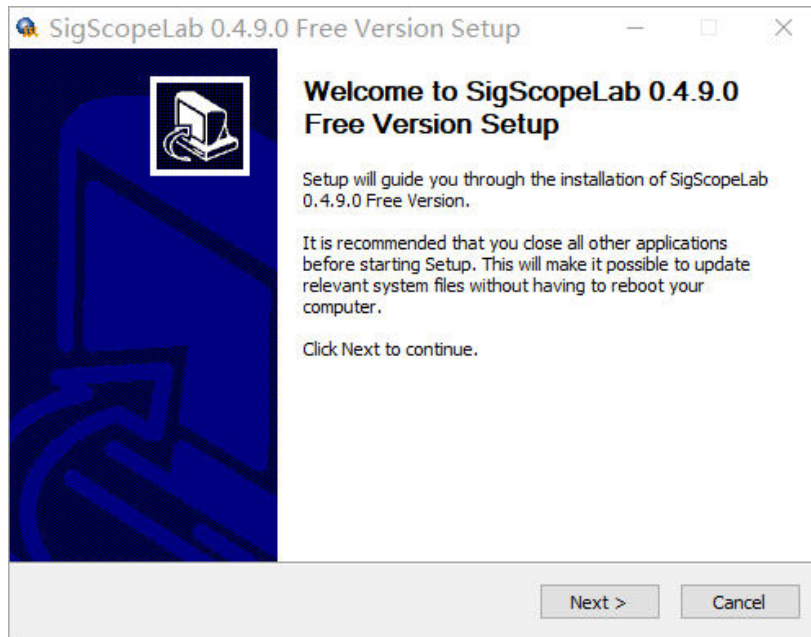 SigScopeLab 0.4.9.0 Free Version Setup
Welcome to SigScopeLab 0.4.9.0
Free Version Setup
Setup will guide you through the installation of SigScopeLab
0.4.9.0 Free Version.
It is recommended that you close all other applications
before starting Setup. This will make it possible to update
relevant system files without having to reboot your
computer.
Click Next to continue.
Next >
Cancel